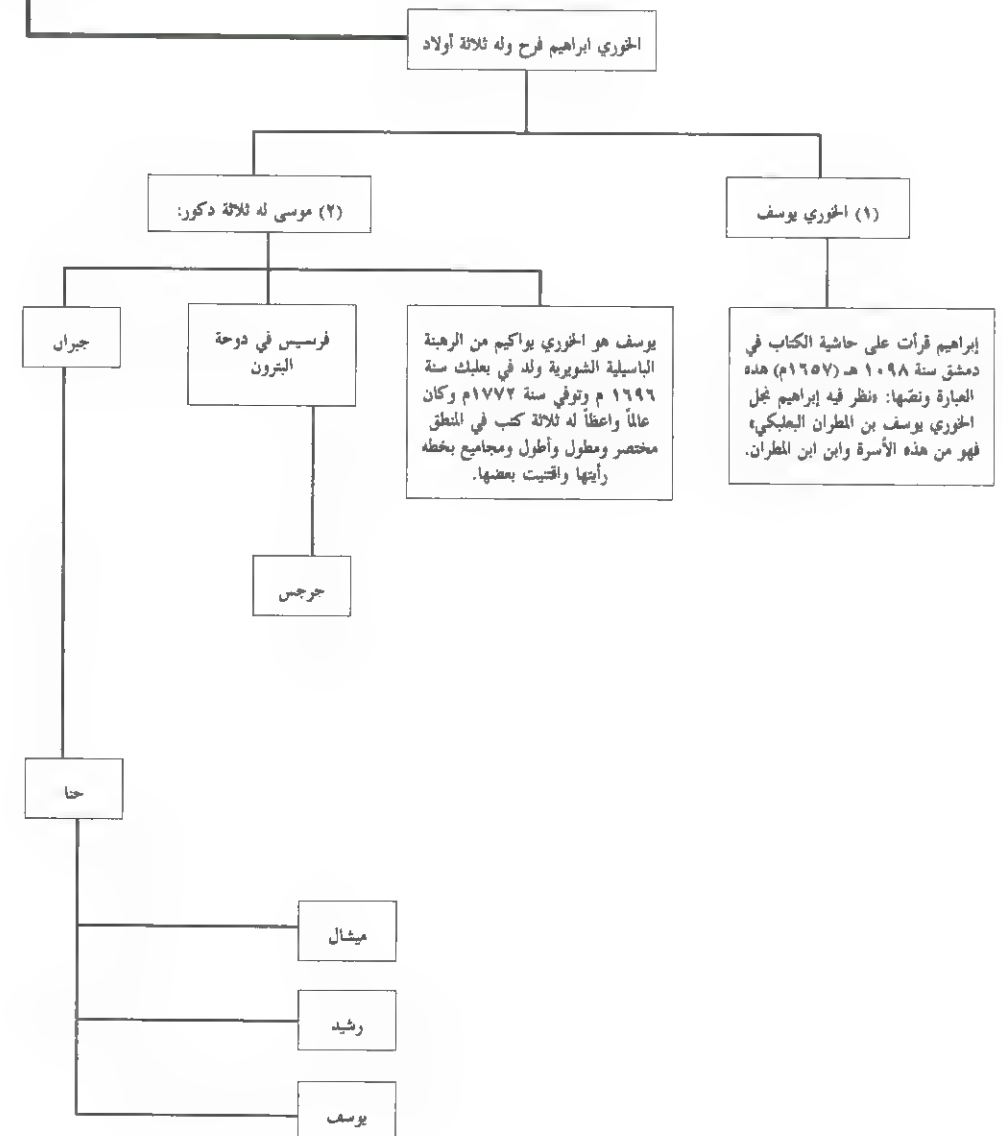 الخوري ابراهيم فرح وله ثلاثة أولاد
(١) الخوري يوسف
(٢) موسى له ثلاثة دكور:
إبراهيم قرأت على حاشية الكتاب في
دمشق سنة ١٠٩٨ هـ (١٦٥٧م) هذه
العبارة ونصّها: «نظر فيه إبراهيم نجل
الخوري يوسف بن المطران البعلبكي»
فهو من هذه الأسرة وابن ابن المطران.
يوسف هو الخوري يواكيم من الرهبنة
الباسيلية الشويرية ولد في بعلبك سنة
١٦٩٦ م وتوفي سنة ١٧٧٢م وكان
عالماً واعظاً له ثلاثة كتب في المنطق
مختصر ومطول وأطول ومجاميع بخطه
رأيتها واقتنيت بعضها.
فرنسيس في دوحة
البترون
جبران
جرجس
حنا
ميشال
رشيد
يوسف